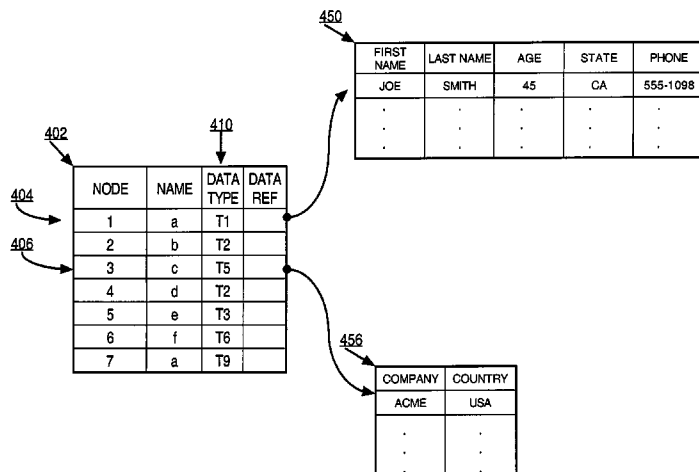 450
FIRST NAME LAST NAME AGE STATE PHONE
JOE SMITH 45 CA 555-1098
410
402
NODE NAME DATA TYPE DATA REF
404
1 a T1
2 b T2
406
3 c T5
4 d T2
5 e T3
6 f T6
7 a T9
456
COMPANY COUNTRY
ACME USA